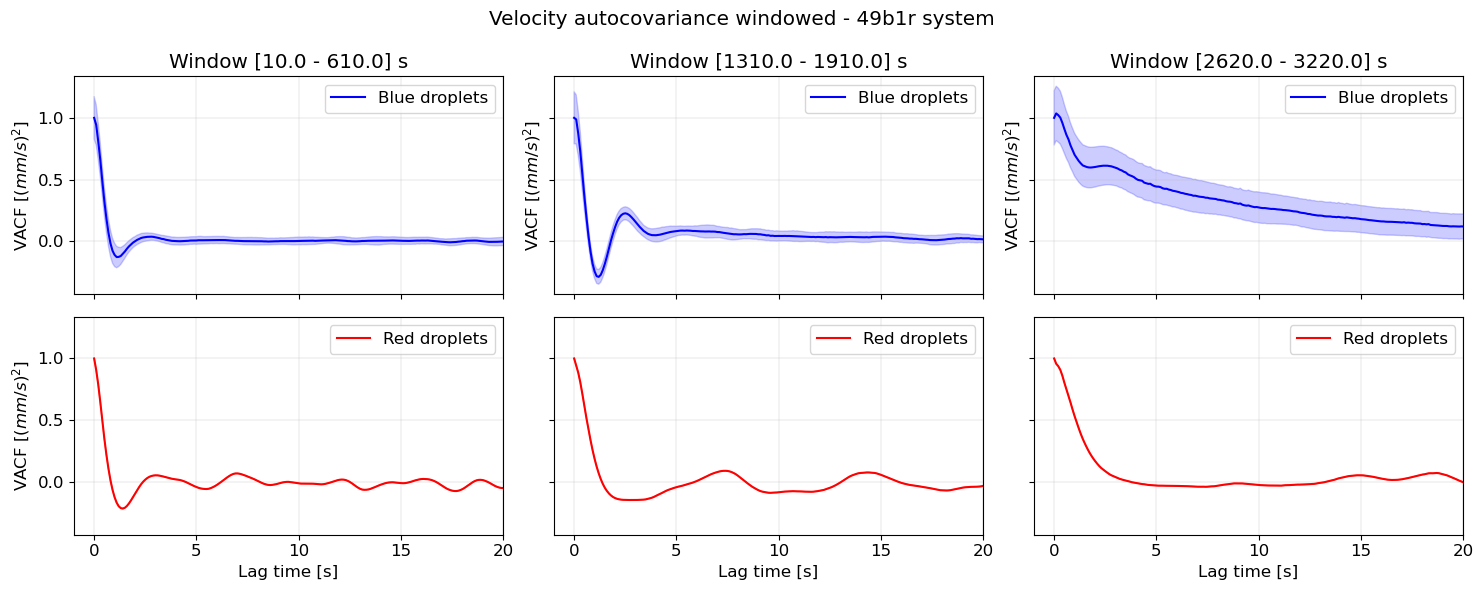 Velocity autocovariance windowed - 49b1r system
Window [10.0 - 610.0] s
Window [1310.0 - 1910.0] s
Window [2620.0 - 3220.0] s
VACF [(mm/s)²]
1.0
0.5
0.0
Blue droplets
VACF [(mm/s)²]
Blue droplets
VACF [(mm/s)²]
Blue droplets
VACF [(mm/s)²]
1.0
0.5
0.0
Red droplets
Red droplets
Red droplets
0 5 10 15 20
0 5 10 15 20
0 5 10 15 20
Lag time [s]
Lag time [s]
Lag time [s]